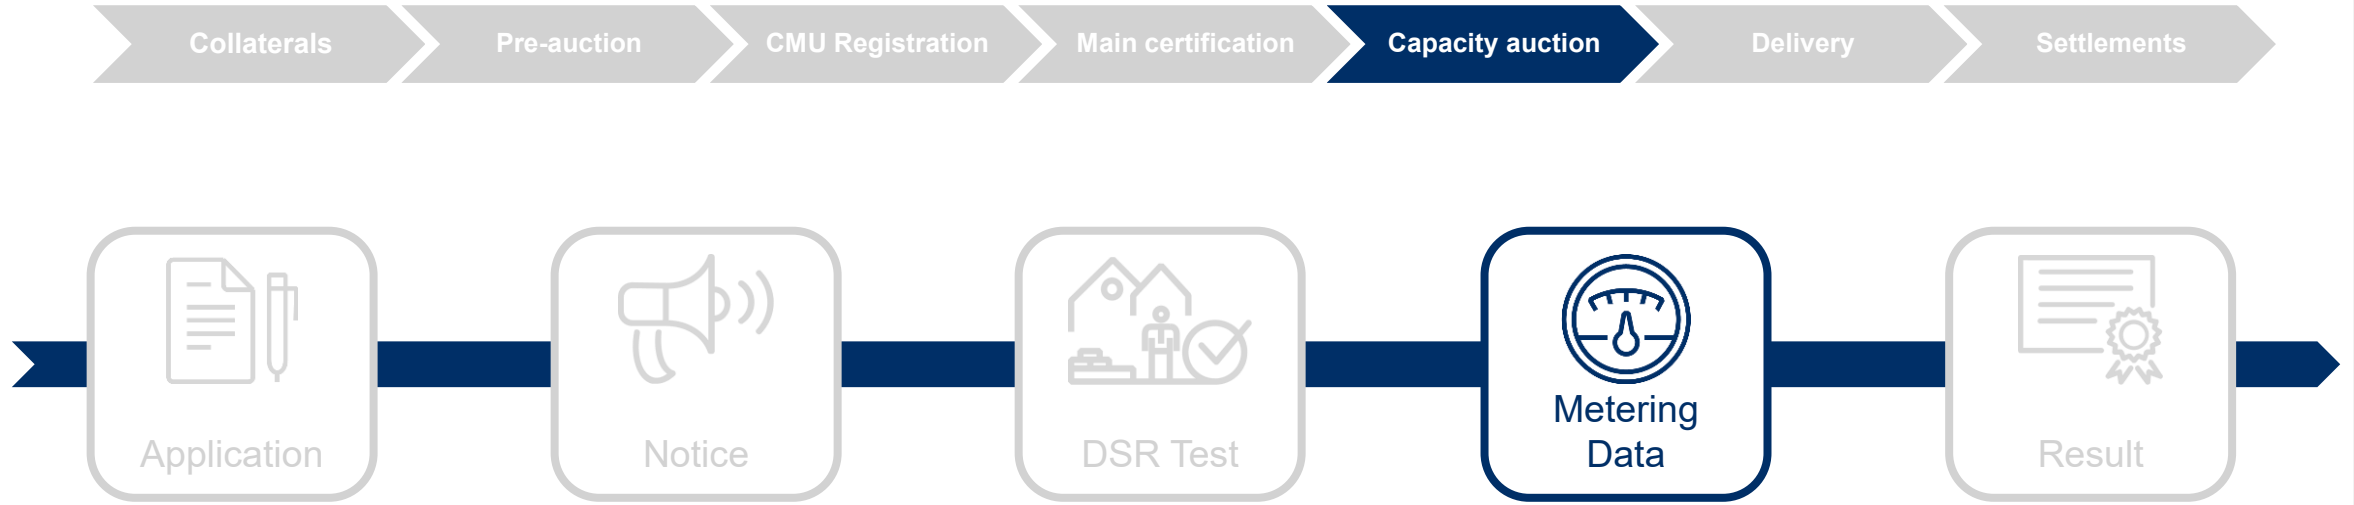 Collaterals
Pre-auction
CMU Registration
Main certification
Capacity auction
Delivery
Settlements
Application
Notice
DSR Test
Metering
Data
Result